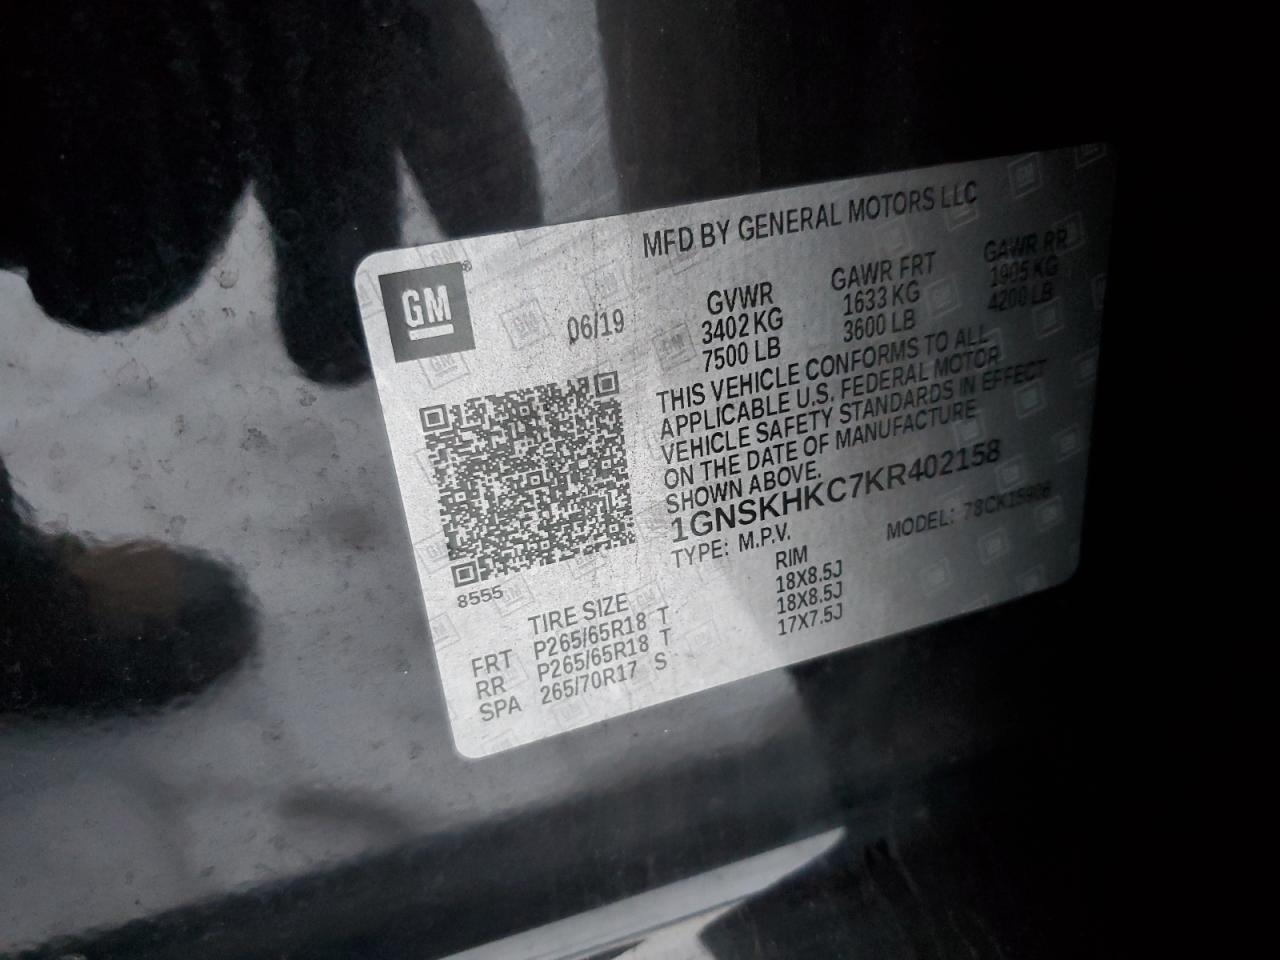 MFD BY GENERAL MOTORS LLC
GM
®
06/19
GVWR
3402 KG
7500 LB
GAWR FRT
1633 KG
3600 LB
GAWR RR
1905 KG
4200 LB
THIS VEHICLE CONFORMS TO ALL
APPLICABLE U.S. FEDERAL MOTOR
VEHICLE SAFETY STANDARDS IN EFFECT
ON THE DATE OF MANUFACTURE
SHOWN ABOVE.
1GNSKHKC7KR402158
TYPE: M.P.V.
MODEL: 78CK15906
8555
TIRE SIZE RIM
FRT P265/65R18 T 18X8.5J
RR P265/65R18 T 18X8.5J
SPA 265/70R17 S 17X7.5J